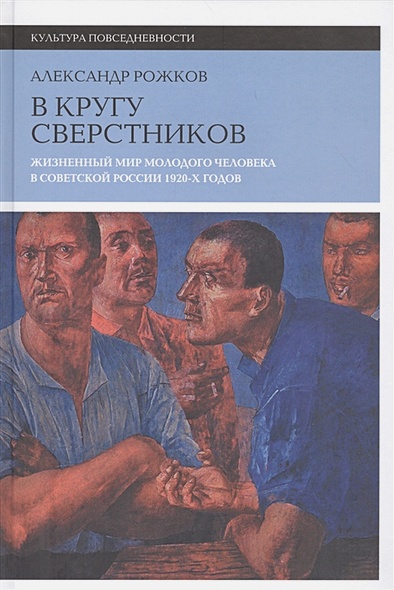 КУЛЬТУРА ПОВСЕДНЕВНОСТИ
АЛЕКСАНДР РОЖКОВ
В КРУГУ
СВЕРСТНИКОВ
ЖИЗНЕННЫЙ МИР МОЛОДОГО ЧЕЛОВЕКА
В СОВЕТСКОЙ РОССИИ 1920-Х ГОДОВ